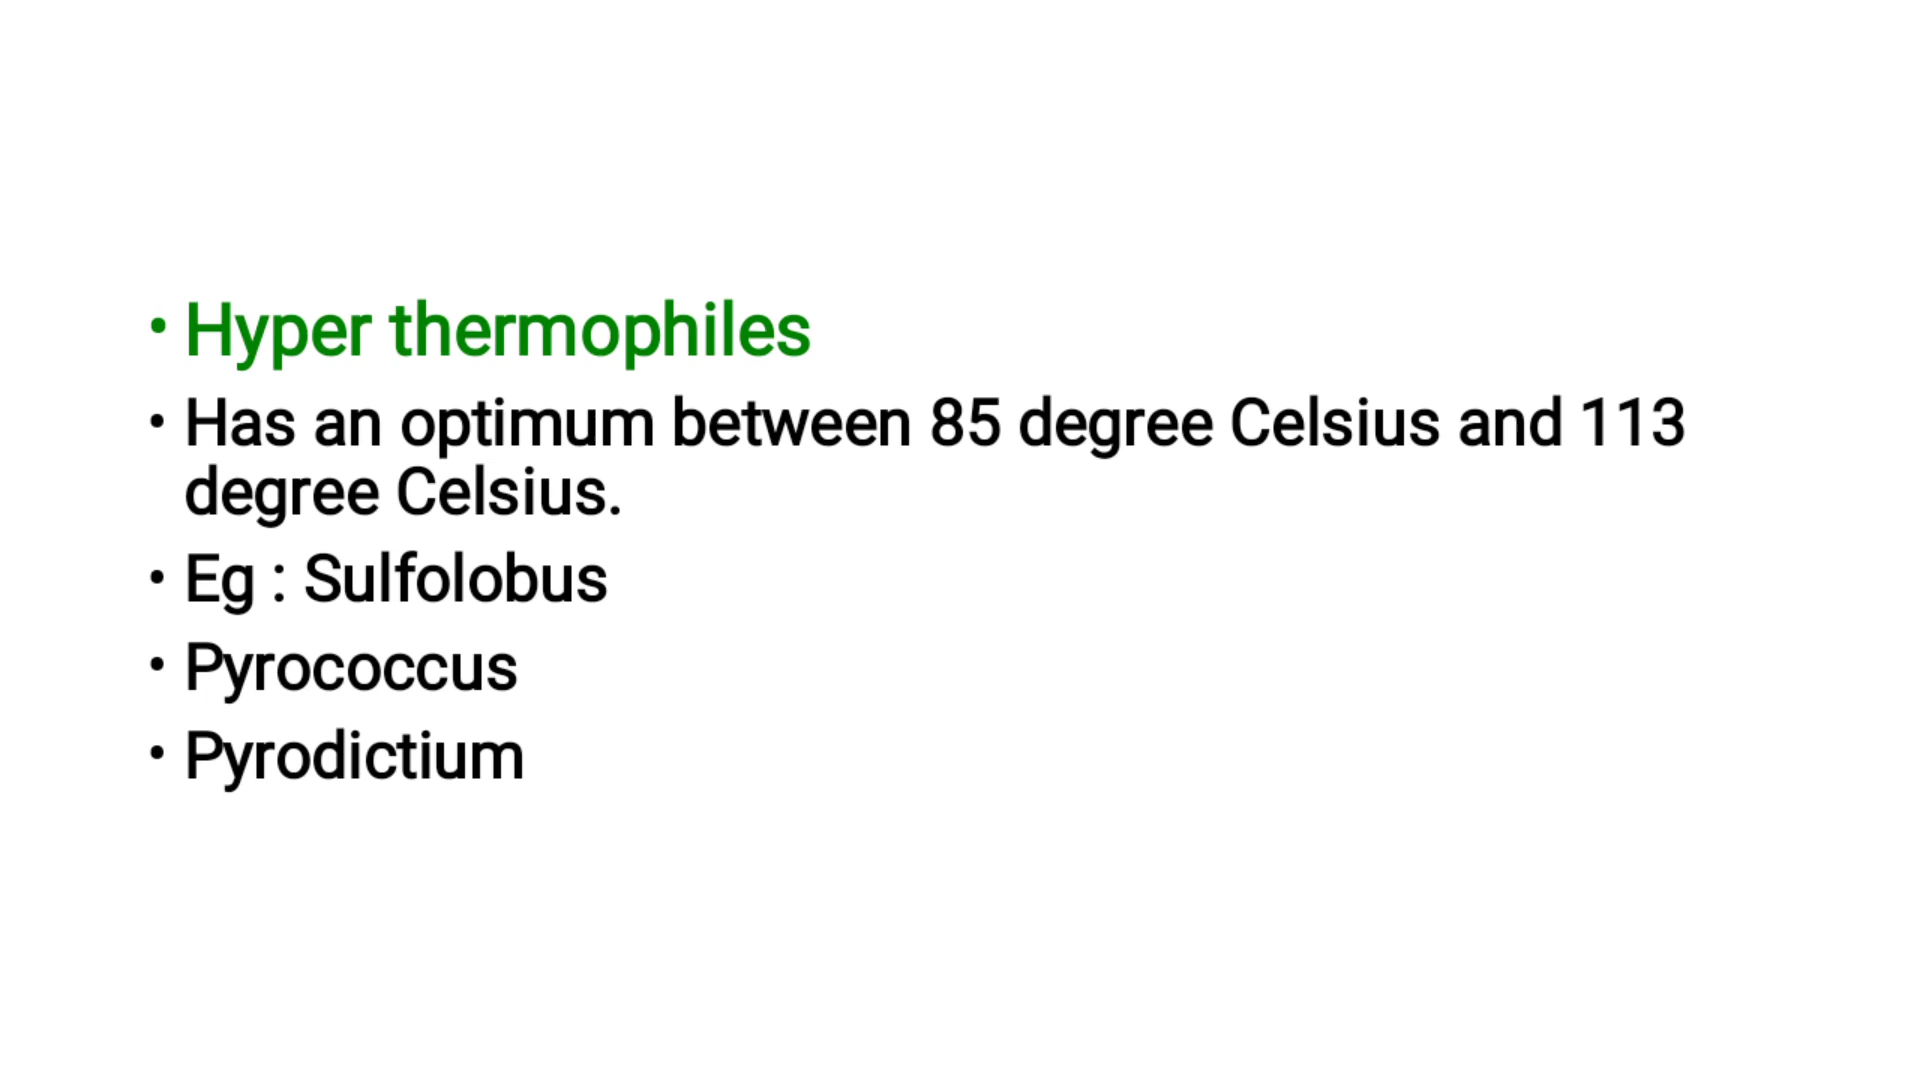 • Hyper thermophiles
• Has an optimum between 85 degree Celsius and 113
degree Celsius.
• Eg : Sulfolobus
• Pyrococcus
• Pyrodictium